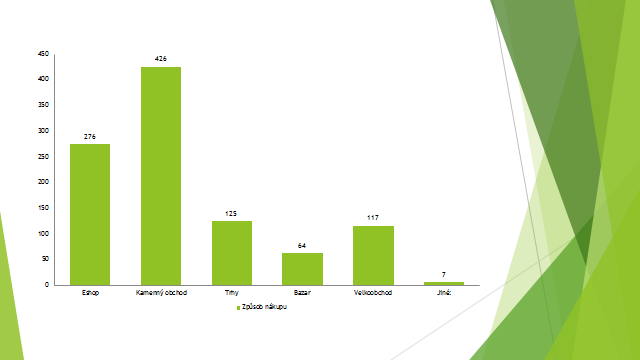 450
400
350
300
250
200
150
100
50
0
276
426
125
64
117
7
Eshop
Kamenný obchod
Trhy
Bazar
Velkoobchod
Jiné:
Způsob nákupu